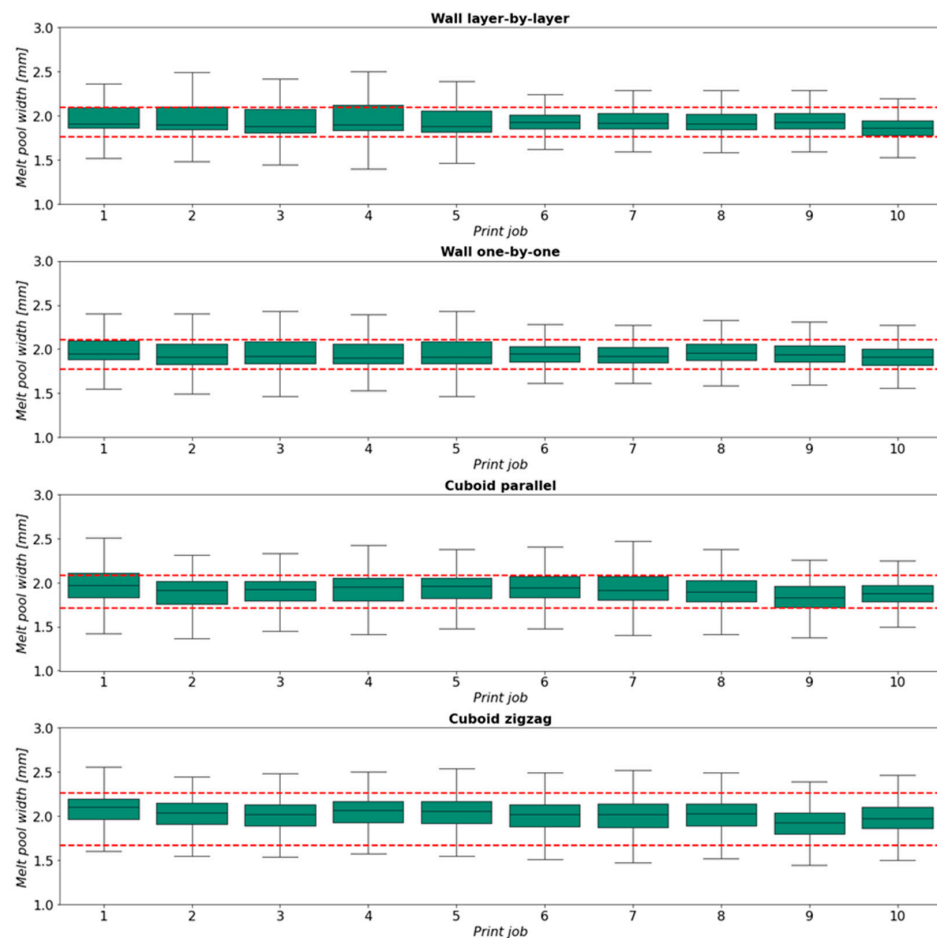 Wall layer-by-layer
Melt pool width [mm]
3.0
2.5
2.0
1.5
1.0
1 2 3 4 5 6 7 8 9 10
Print job
Wall one-by-one
Melt pool width [mm]
3.0
2.5
2.0
1.5
1.0
1 2 3 4 5 6 7 8 9 10
Print job
Cuboid parallel
Melt pool width [mm]
3.0
2.5
2.0
1.5
1.0
1 2 3 4 5 6 7 8 9 10
Print job
Cuboid zigzag
Melt pool width [mm]
3.0
2.5
2.0
1.5
1.0
1 2 3 4 5 6 7 8 9 10
Print job